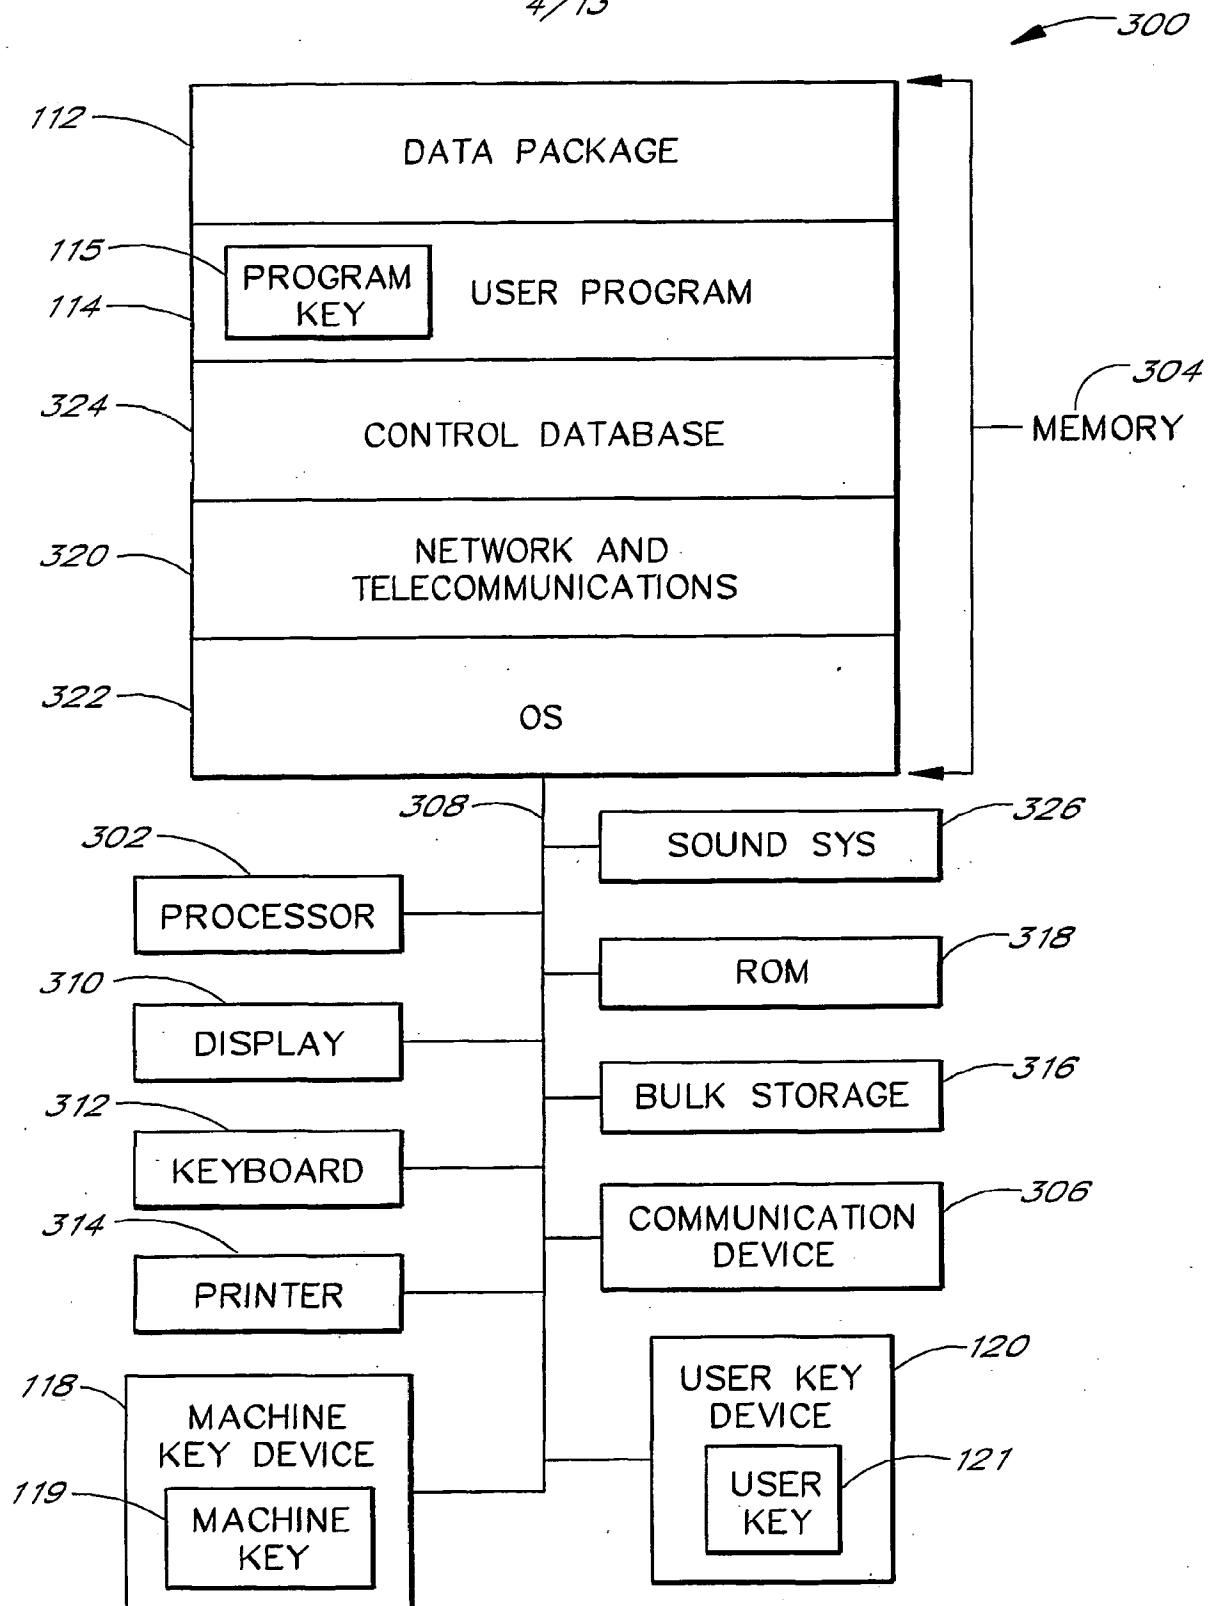 4/13
300
112
DATA PACKAGE
115
PROGRAM
KEY
USER PROGRAM
114
304
MEMORY
324
CONTROL DATABASE
320
NETWORK AND
TELECOMMUNICATIONS
322
OS
308
326
SOUND SYS
302
PROCESSOR
318
ROM
310
DISPLAY
316
BULK STORAGE
312
KEYBOARD
306
COMMUNICATION
DEVICE
314
PRINTER
120
USER KEY
DEVICE
118
MACHINE
KEY DEVICE
121
USER
KEY
119
MACHINE
KEY